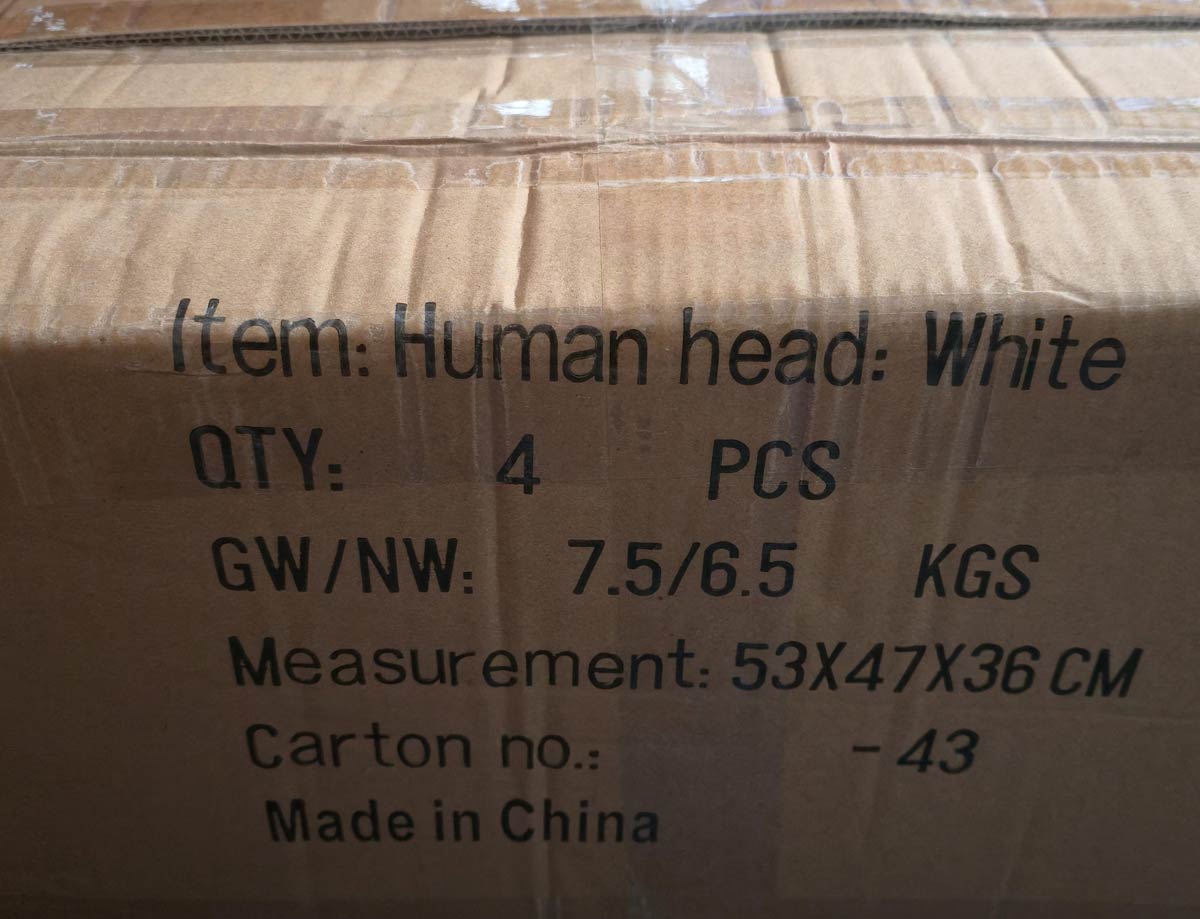 Item: Human head: White
QTY: 4 PCS
GW/NW: 7.5/6.5 KGS
Measurement: 53X47X36 CM
Carton no.: -43
Made in China